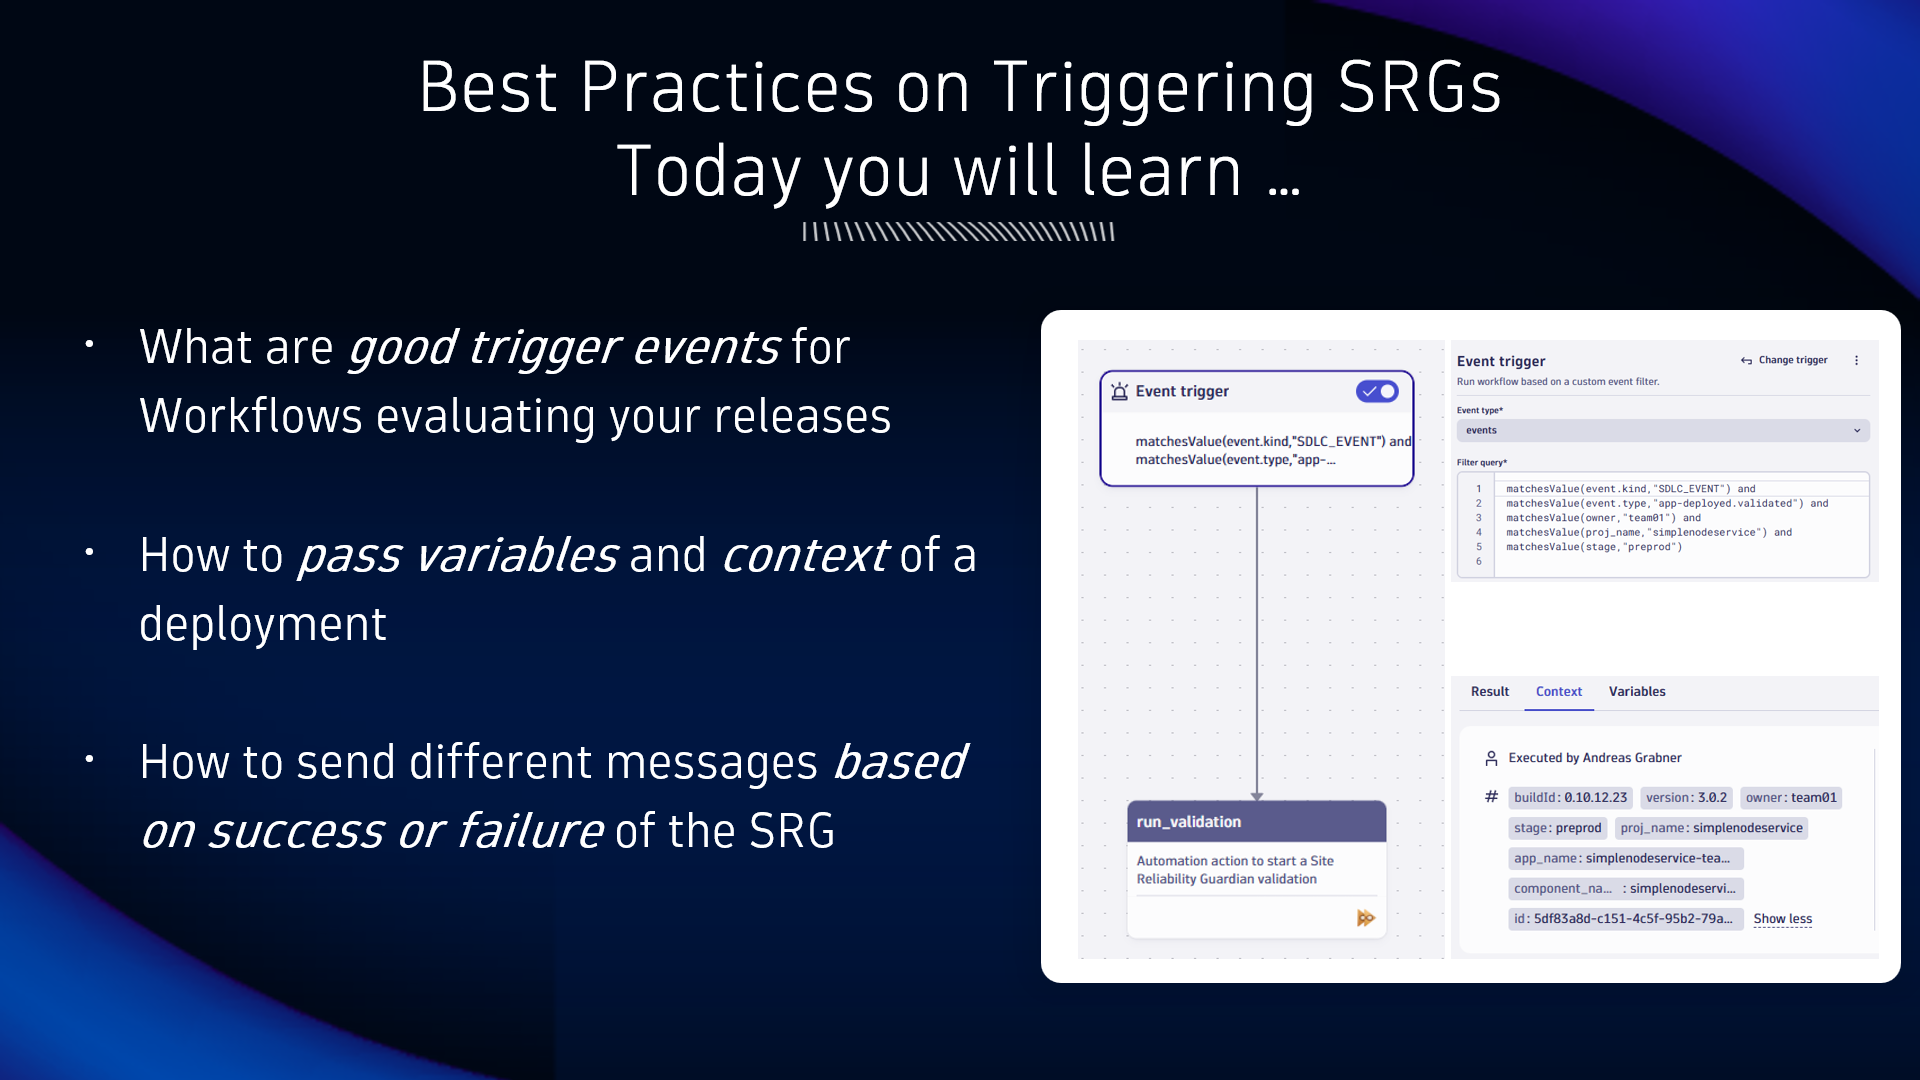 Best Practices on Triggering SRGs
Today you will learn ...
• What are good trigger events for
Workflows evaluating your releases
• How to pass variables and context of a
deployment
• How to send different messages based
on success or failure of the SRG
Event trigger
matchesValue(event.kind,"SDLC_EVENT") and
matchesValue(event.type,"app-...
run_validation
Automation action to start a Site
Reliability Guardian validation
Event trigger
Change trigger
Run workflow based on a custom event filter.
Event type*
events
Filter query*
1 matchesValue(event.kind,"SDLC_EVENT") and
2 matchesValue(event.type,"app-deployed.validated") and
3 matchesValue(owner,"team01") and
4 matchesValue(proj_name,"simplenodeservice") and
5 matchesValue(stage,"preprod")
6
Result Context Variables
Executed by Andreas Grabner
# buildId: 0.10.12.23 version: 3.0.2 owner: team01
stage: preprod proj_name: simplenodeservice
app_name: simplenodeservice-tea...
component_na... : simplenodeservi...
id: 5df83a8d-c151-4c5f-95b2-79a... Show less